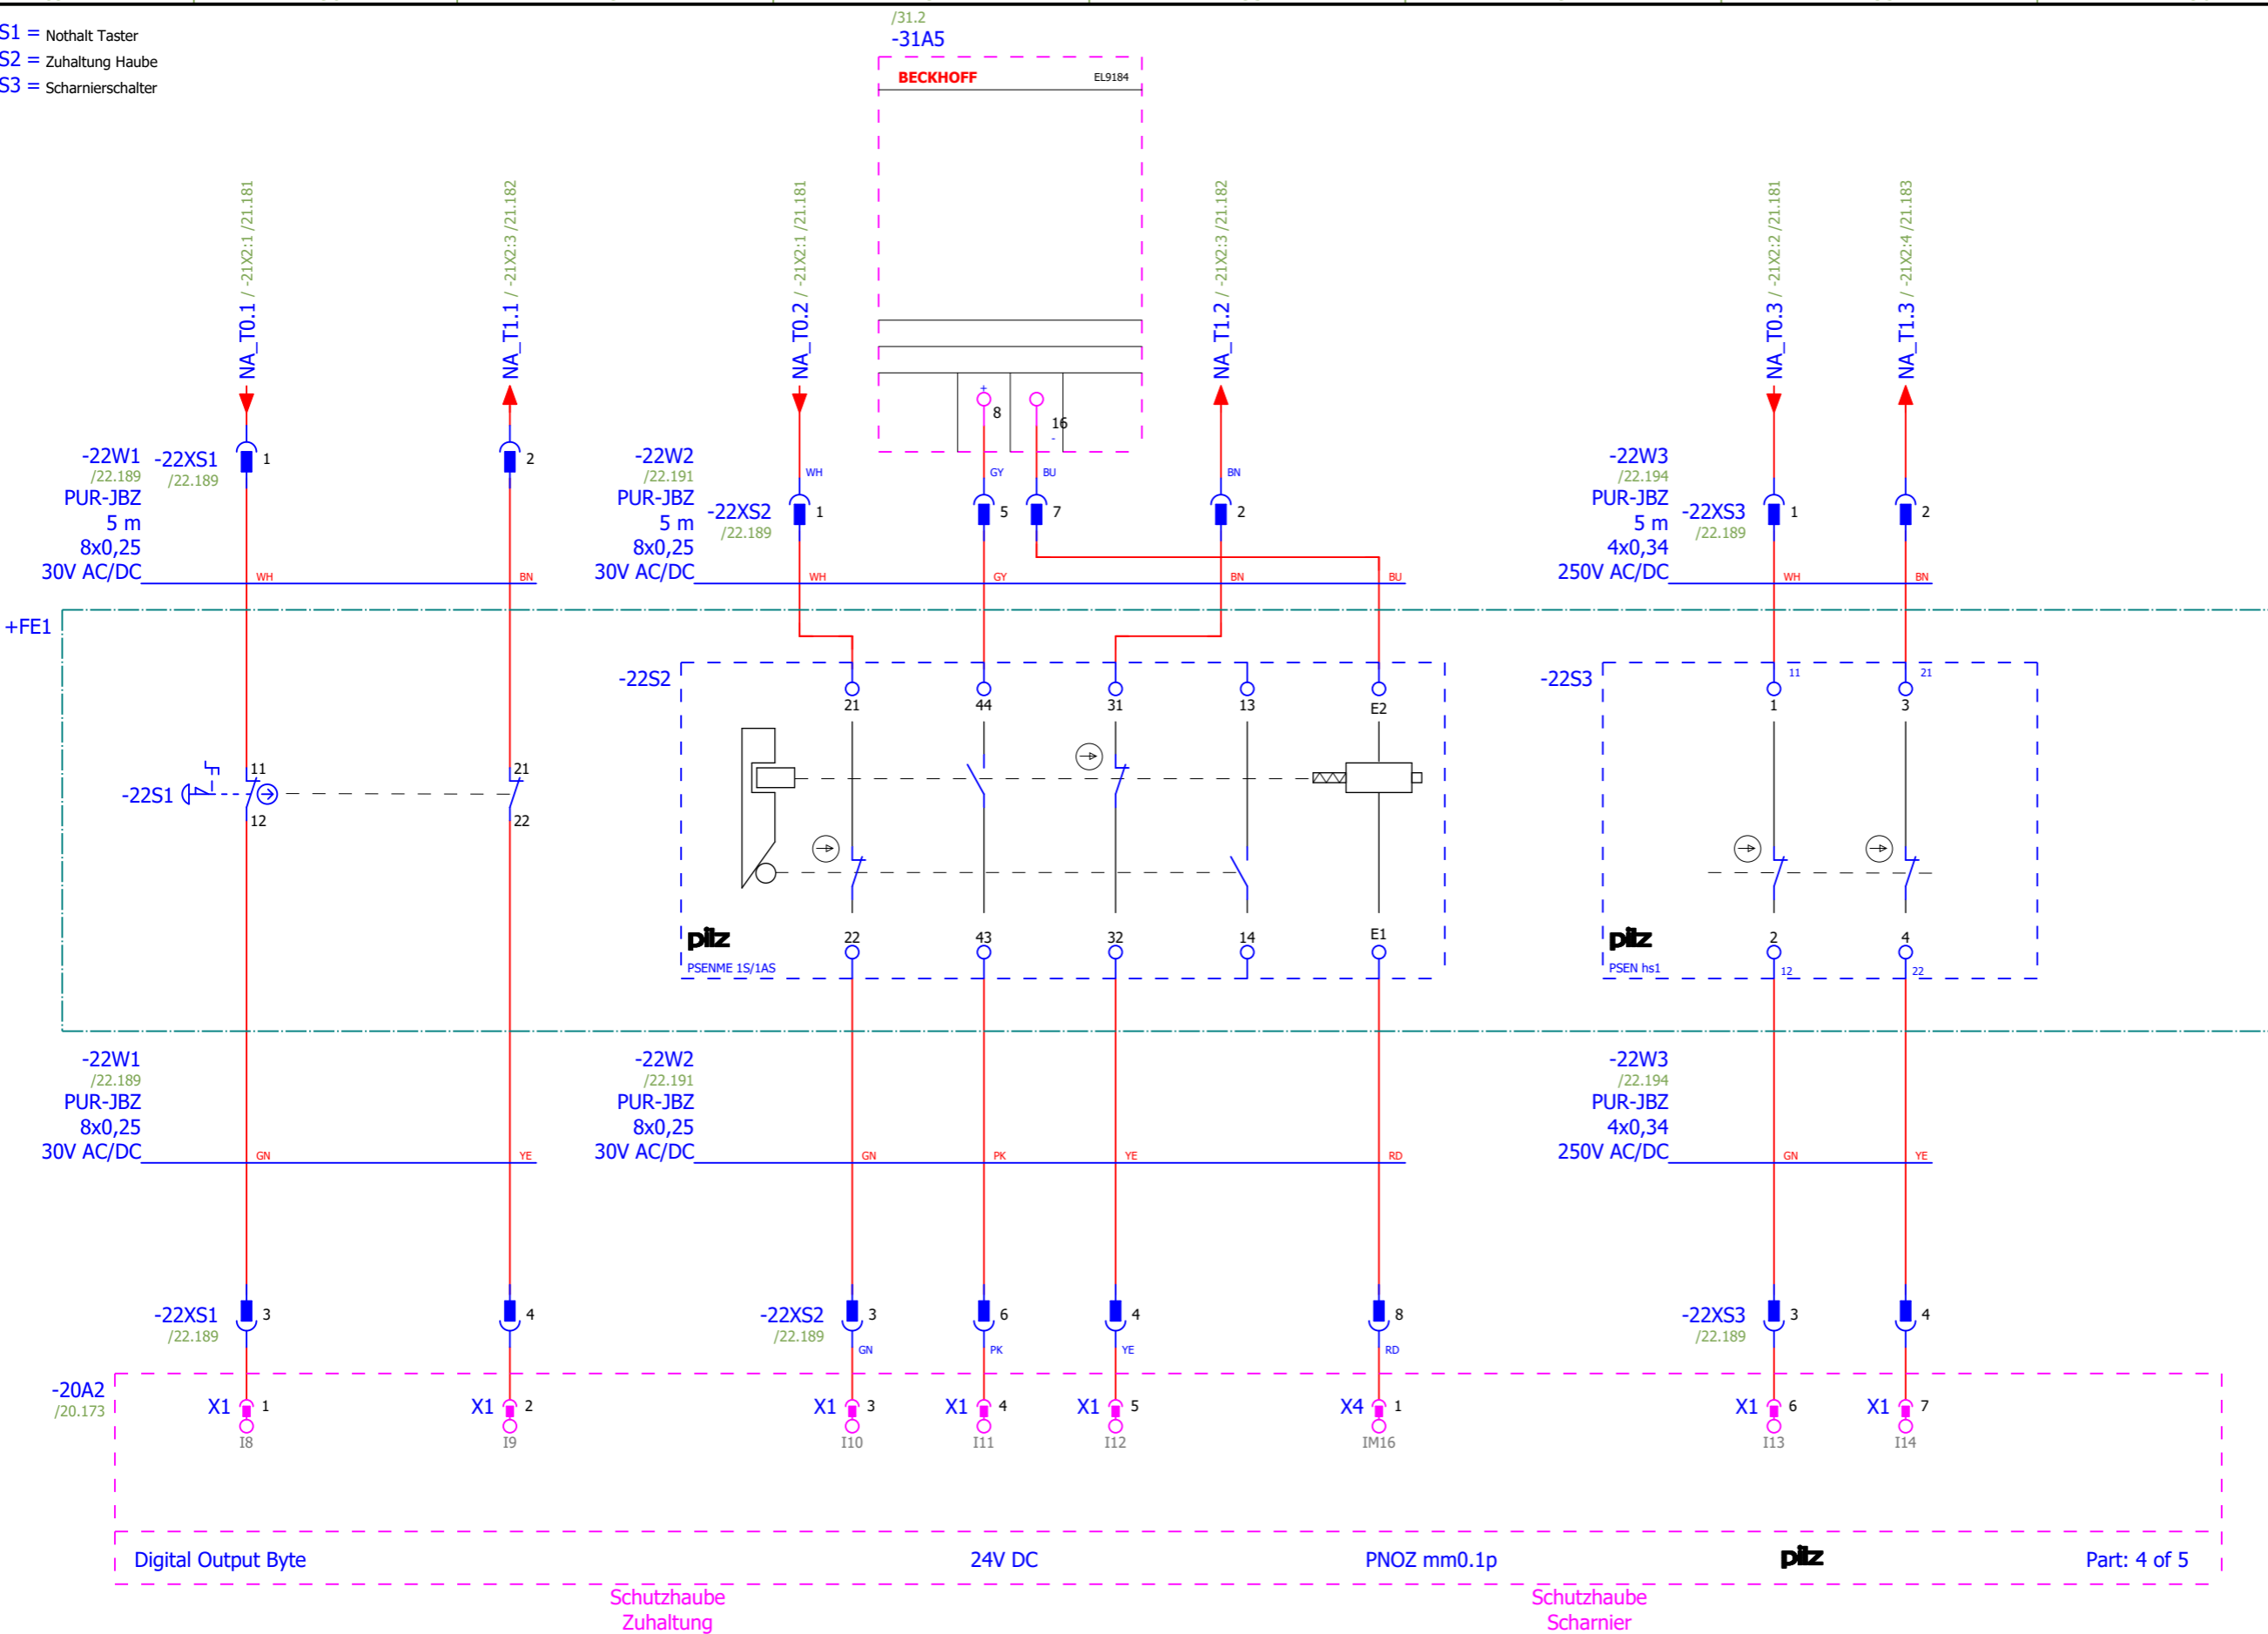 S1 = Nothalt Taster
S2 = Zuhaltung Haube
S3 = Scharnierschalter
/31.2
-31A5
BECKHOFF EL9184
NA_T0.1 / -21X2:1 /21.181
NA_T1.1 / -21X2:3 /21.182
NA_T0.2 / -21X2:1 /21.181
NA_T1.2 / -21X2:3 /21.182
NA_T0.3 / -21X2:2 /21.181
NA_T1.3 / -21X2:4 /21.183
+ 8 16 -
-22W1
/22.189
PUR-JBZ
5 m
8x0,25
30V AC/DC
-22XS1 1 2
/22.189
WH BN
-22W2
/22.191
PUR-JBZ
5 m
8x0,25
30V AC/DC
WH GY BU BN
-22XS2 1 5 7 2
/22.189
WH GY BN BU
-22W3
/22.194
PUR-JBZ
5 m
4x0,34
250V AC/DC
-22XS3 1 2
/22.189
WH BN
+FE1
-22S1
11 21
12 22
-22S2
21 44 31 13 E2
22 43 32 14 E1
pilz
PSENME 1S/1AS
-22S3
11 21
1 3
2 4
12 22
pilz
PSEN hs1
-22W1
/22.189
PUR-JBZ
8x0,25
30V AC/DC
GN YE
-22W2
/22.191
PUR-JBZ
8x0,25
30V AC/DC
GN PK YE RD
-22W3
/22.194
PUR-JBZ
4x0,34
250V AC/DC
GN YE
-22XS1 3 4
/22.189
-22XS2 3 6 4 8
/22.189
GN PK YE RD
-22XS3 3 4
/22.189
-20A2
/20.173
X1 1 X1 2 X1 3 X1 4 X1 5 X4 1 X1 6 X1 7
I8 I9 I10 I11 I12 IM16 I13 I14
Digital Output Byte 24V DC PNOZ mm0.1p pilz Part: 4 of 5
Schutzhaube
Zuhaltung
Schutzhaube
Scharnier